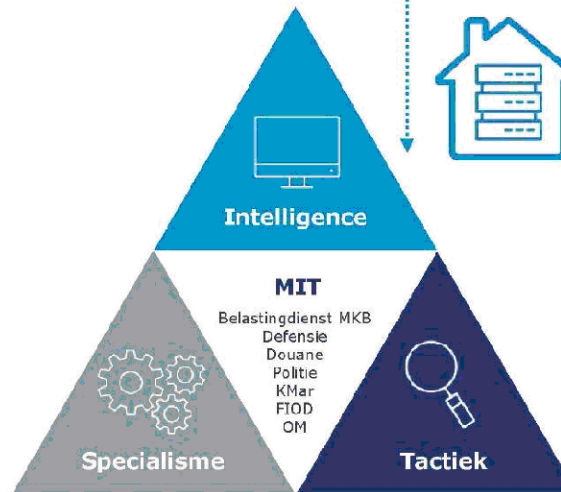 Intelligence
MIT
Belastingdienst MKB
Defensie
Douane
Politie
KMar
FIOD
OM
Specialisme
Tactiek